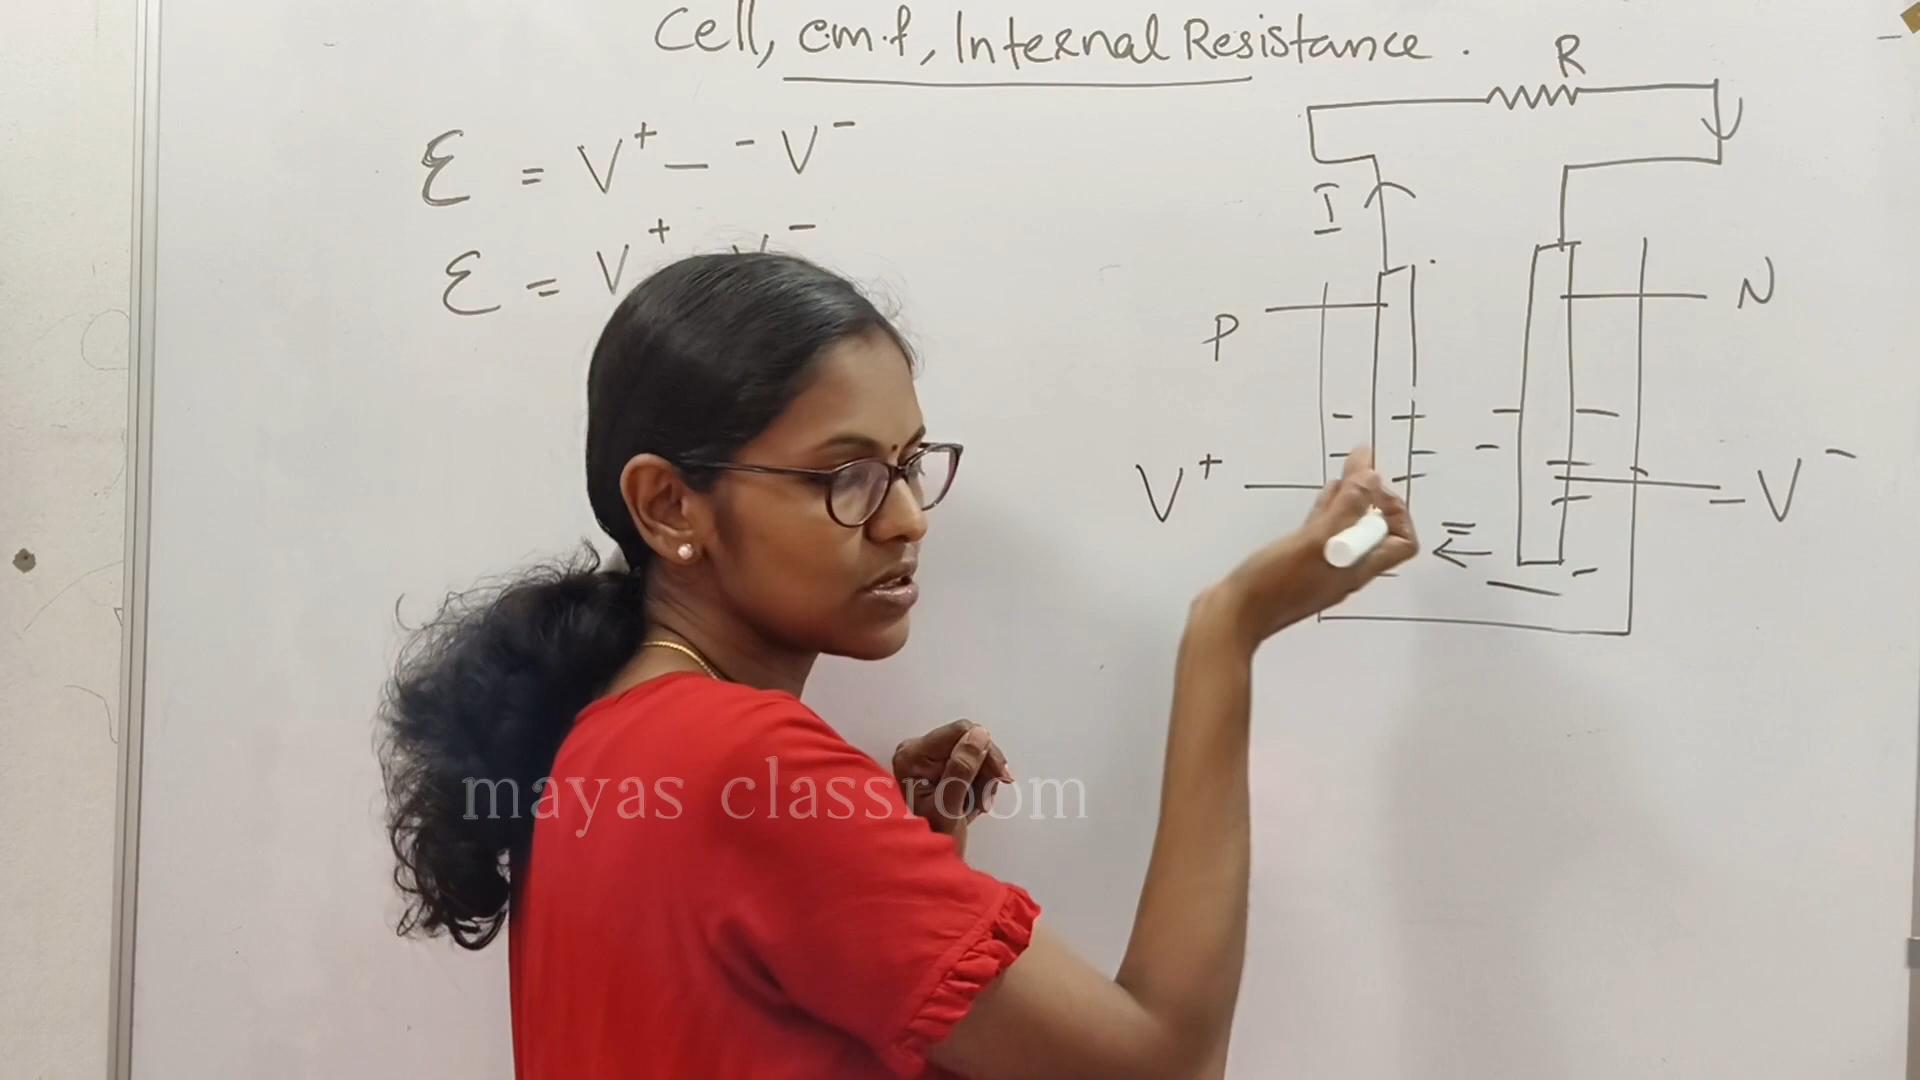 Cell, e.m.f, Internal Resistance.
R
ε = V⁺ - -V⁻
I
ε = V⁺ V⁻
N
P
V⁺
-V⁻
E
mayas classroom